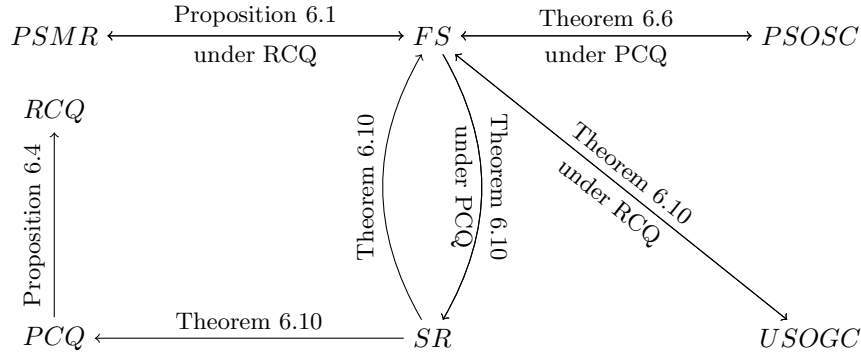 PSMR
Proposition 6.1
under RCQ
FS
Theorem 6.6
under PCQ
PSOSC
RCQ
Proposition 6.4
Theorem 6.10
Theorem 6.10
under PCQ
Theorem 6.10
under RCQ
PCQ
Theorem 6.10
SR
USOGC